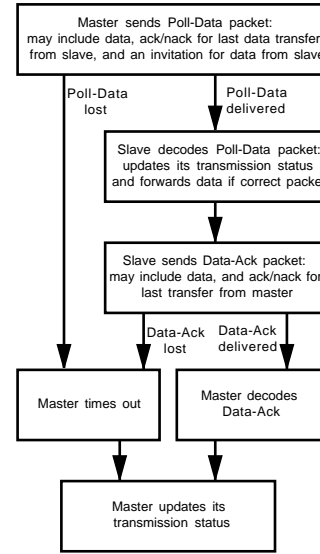 Master sends Poll-Data packet:
may include data, ack/nack for last data transfer
from slave, and an invitation for data from slave
Poll-Data
lost
Poll-Data
delivered
Slave decodes Poll-Data packet:
updates its transmission status
and forwards data if correct packe
Slave sends Data-Ack packet:
may include data, and ack/nack for
last transfer from master
Data-Ack
lost
Data-Ack
delivered
Master times out
Master decodes
Data-Ack
Master updates its
transmission status